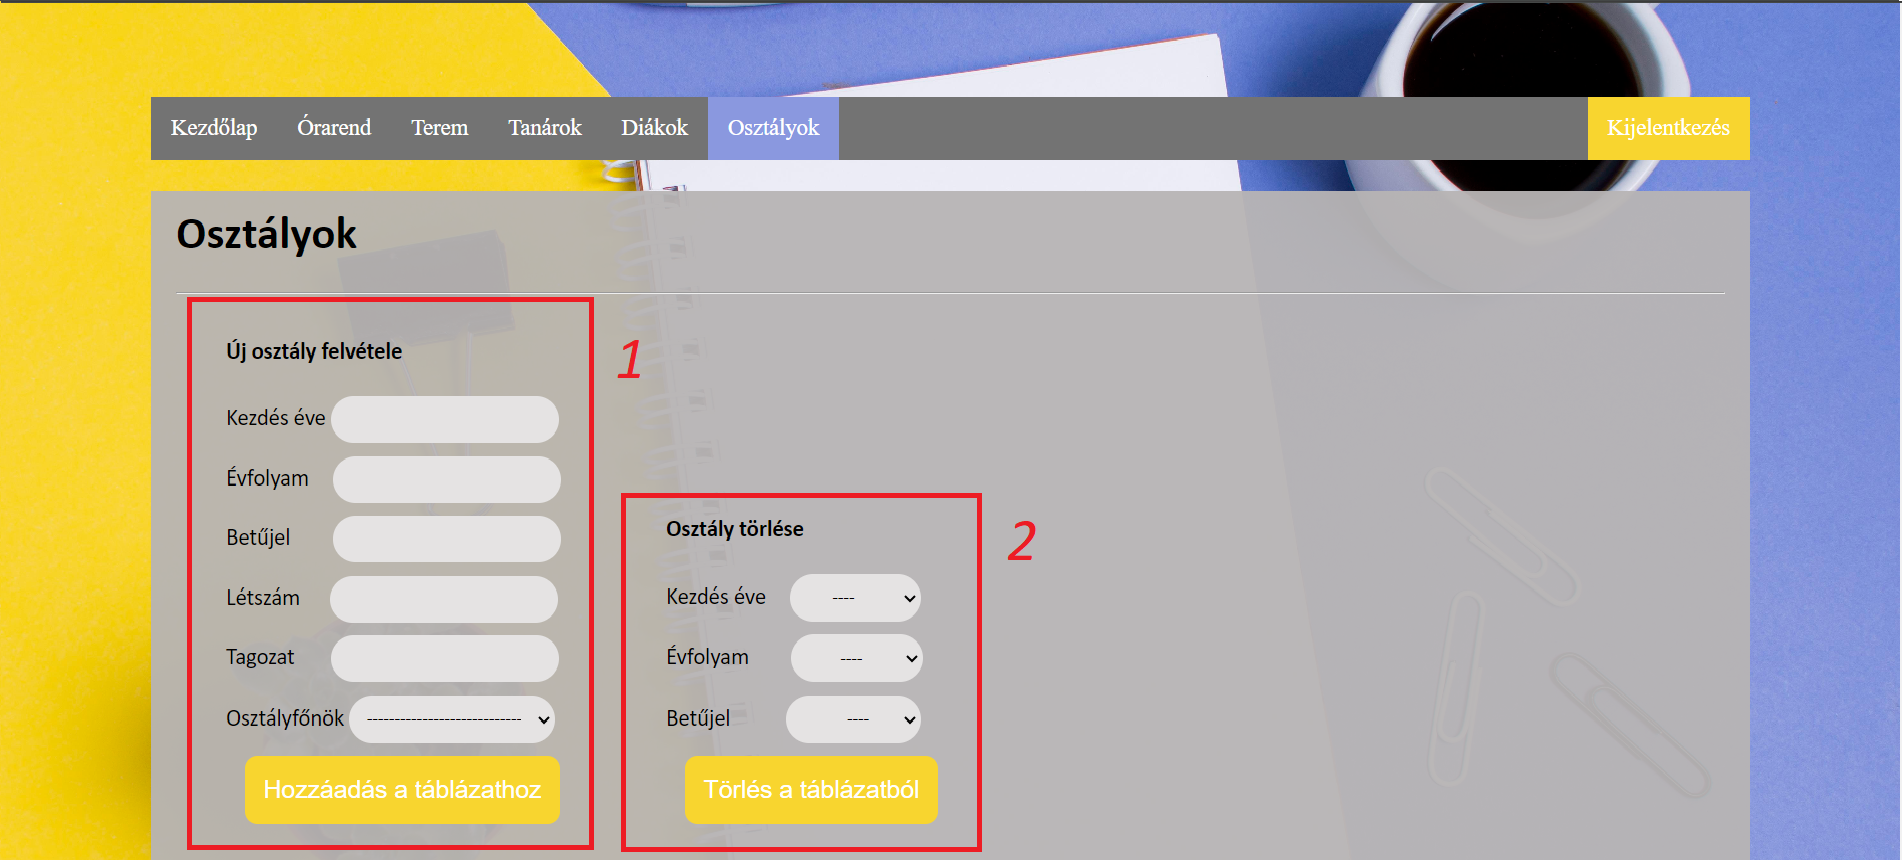 Kezdőlap Órarend Terem Tanárok Diákok Osztályok Kijelentkezés
Osztályok
Új osztály felvétele
1
Kezdés éve
Évfolyam
Betűjel
Létszám
Tagozat
Osztályfőnök ----------------------------
Hozzáadás a táblázathoz
Osztály törlése
2
Kezdés éve ----
Évfolyam ----
Betűjel ----
Törlés a táblázatból